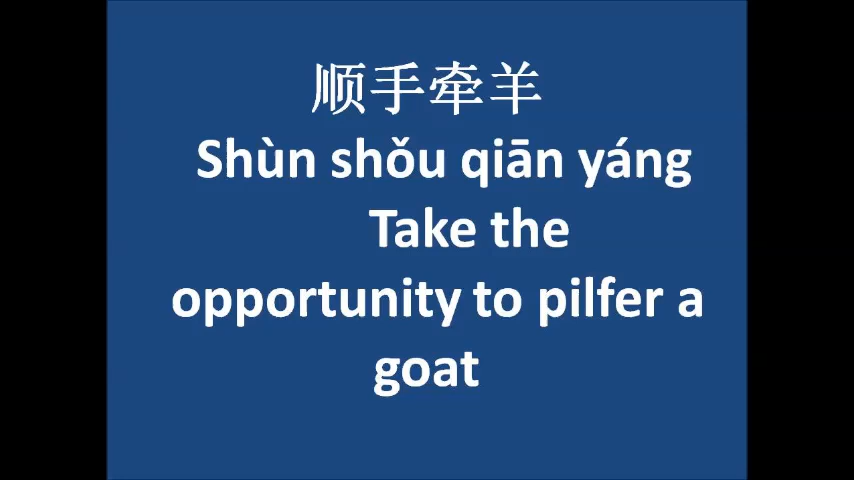 顺手牵羊
Shùn shǒu qiān yáng
Take the
opportunity to pilfer a
goat